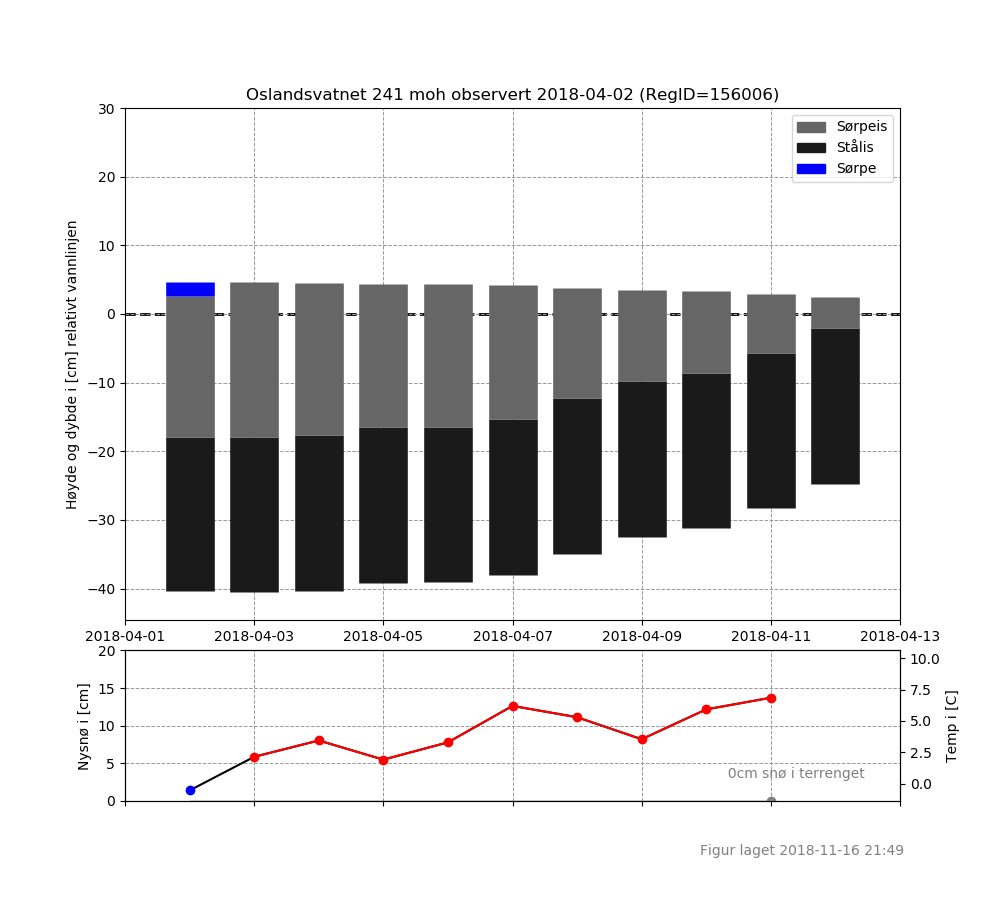 Oslandsvatnet 241 moh observert 2018-04-02 (RegID=156006)
Høyde og dybde i [cm] relativt vannlinjen
30
20
10
0
−10
−20
−30
−40
Sørpeis
Stålis
Sørpe
2018-04-01 2018-04-03 2018-04-05 2018-04-07 2018-04-09 2018-04-11 2018-04-13
Nysnø i [cm]
20
15
10
5
0
10.0
7.5
5.0
2.5
0.0
Temp i [C]
0cm snø i terrenget
Figur laget 2018-11-16 21:49